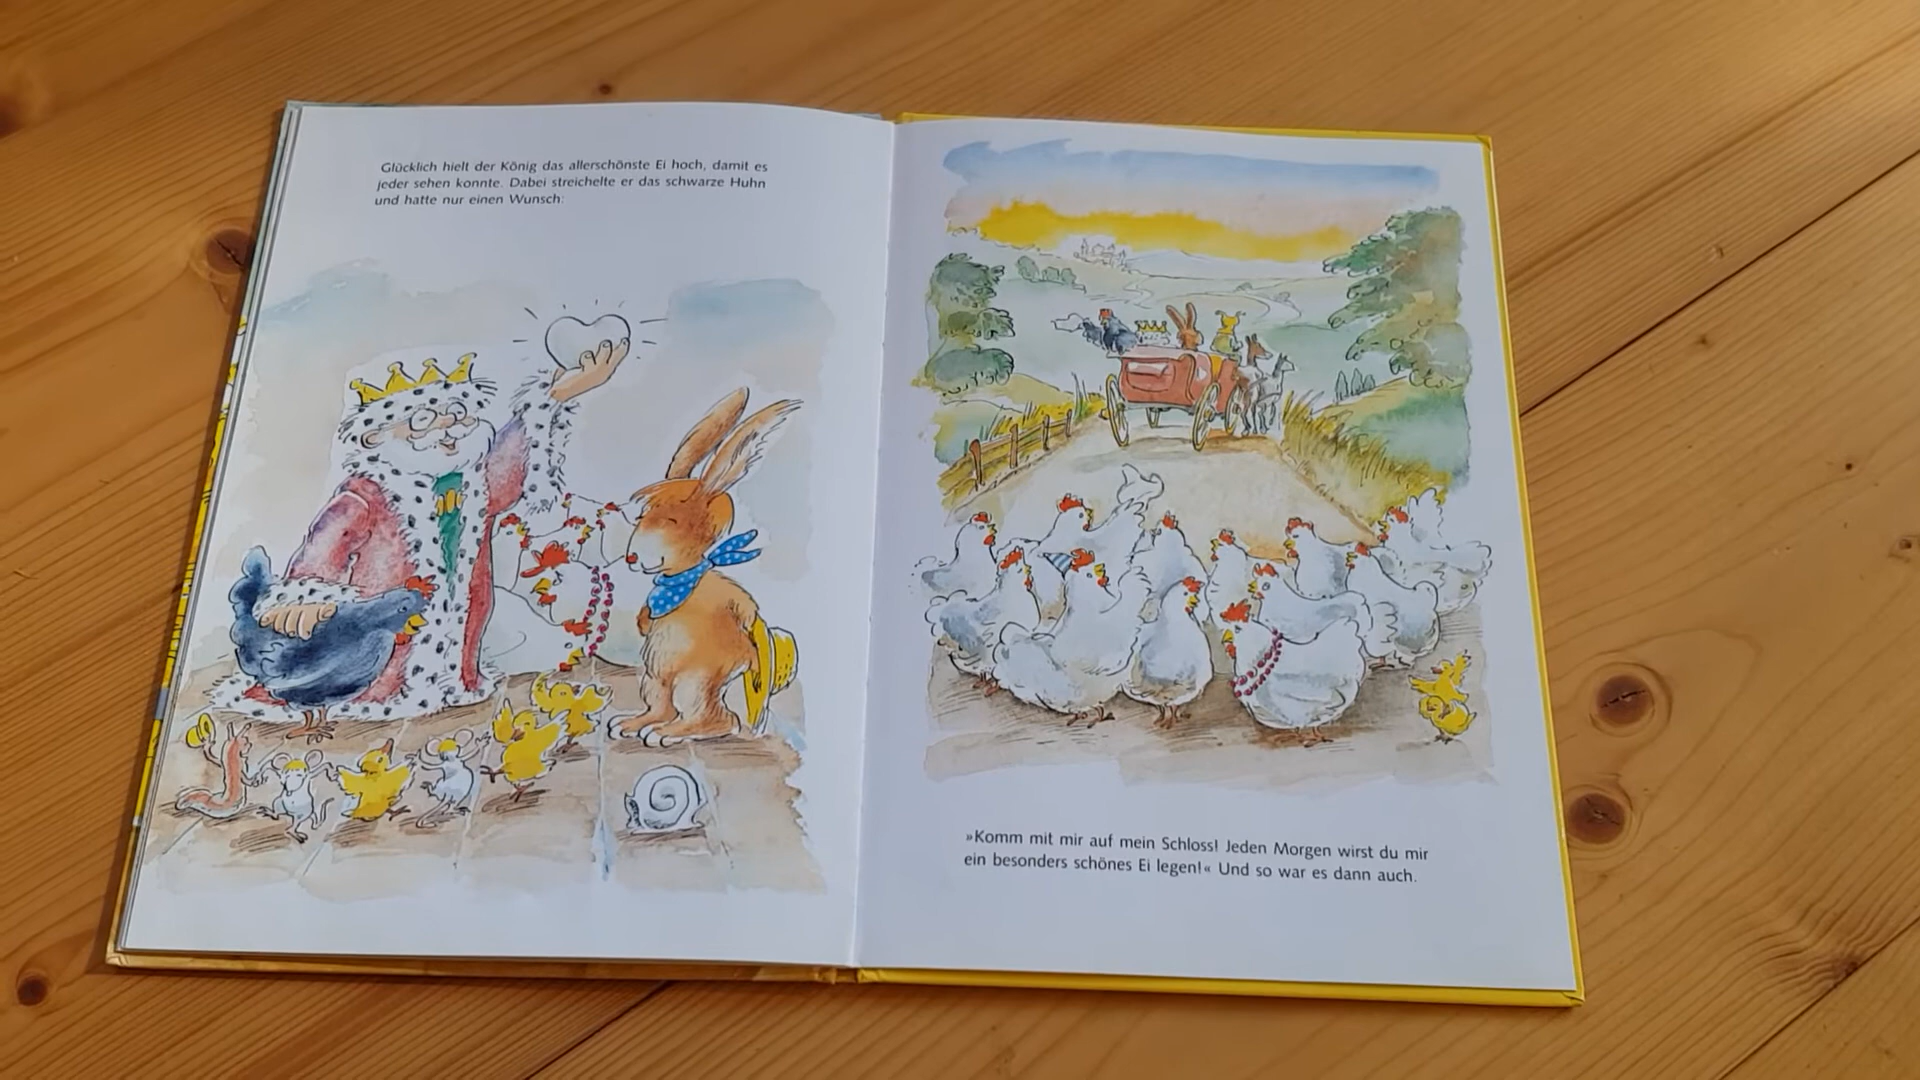 Glücklich hielt der König das allerschönste Ei hoch, damit es
jeder sehen konnte. Dabei streichelte er das schwarze Huhn
und hatte nur einen Wunsch:
»Komm mit mir auf mein Schloss! Jeden Morgen wirst du mir
ein besonders schönes Ei legen!« Und so war es dann auch.